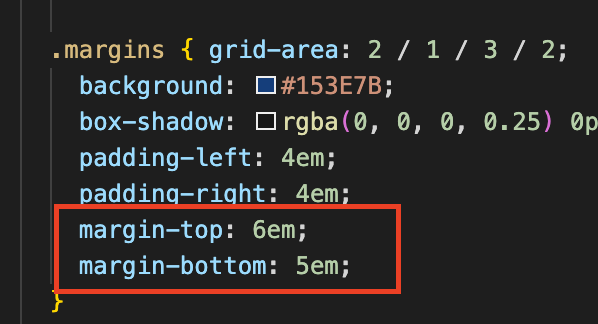 .margins { grid-area: 2 / 1 / 3 / 2;
background: #153E7B;
box-shadow: rgba(0, 0, 0, 0.25) 0p
padding-left: 4em;
padding-right: 4em;
margin-top: 6em;
margin-bottom: 5em;
}